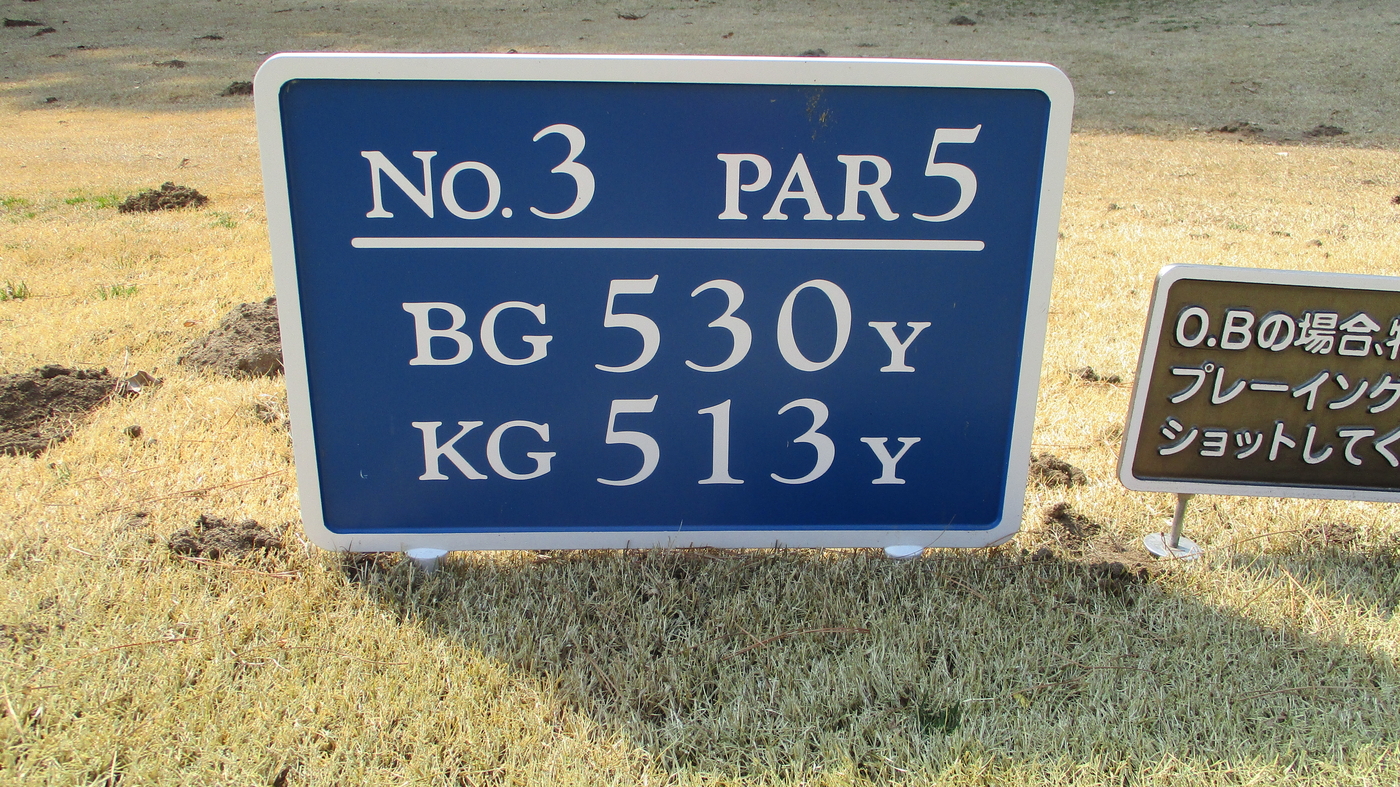 No.3 PAR5
BG 530Y
KG 513Y
O.Bの場合、
プレーイング
ショットしてく